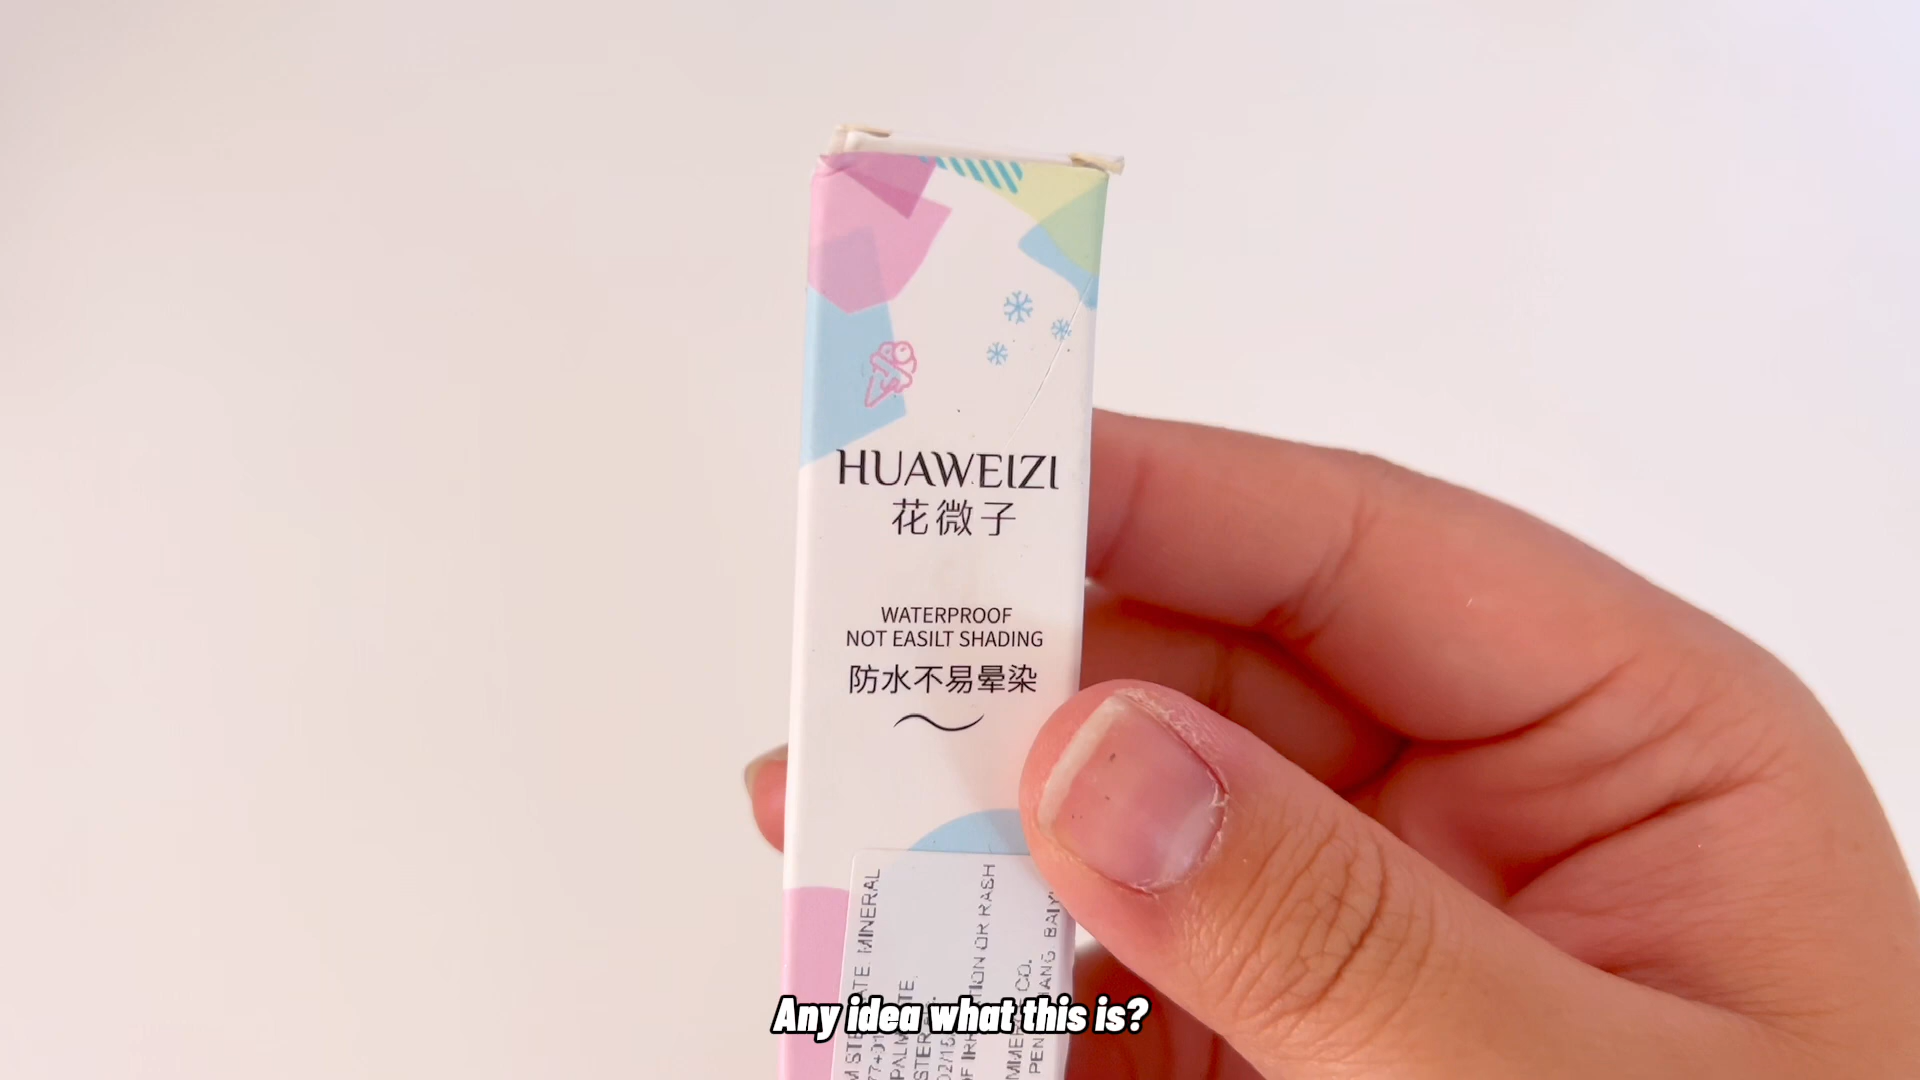 HUAWEIZI
花微子
WATERPROOF
NOT EASILT SHADING
防水不易晕染
MINERAL
OR RASH
CO.
Any idea what this is?